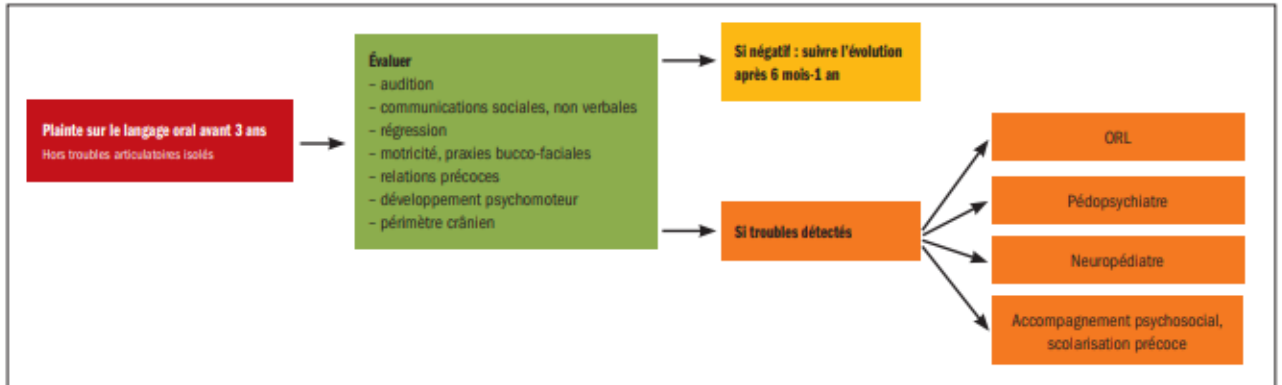 Plainte sur le langage oral avant 3 ans
Hors troubles articulatoires isolés
Évaluer
– audition
– communications sociales, non verbales
– régression
– motricité, praxies bucco-faciales
– relations précoces
– développement psychomoteur
– périmètre crânien
Si négatif : suivre l’évolution
après 6 mois-1 an
Si troubles détectés
ORL
Pédopsychiatre
Neuropédiatre
Accompagnement psychosocial,
scolarisation précoce